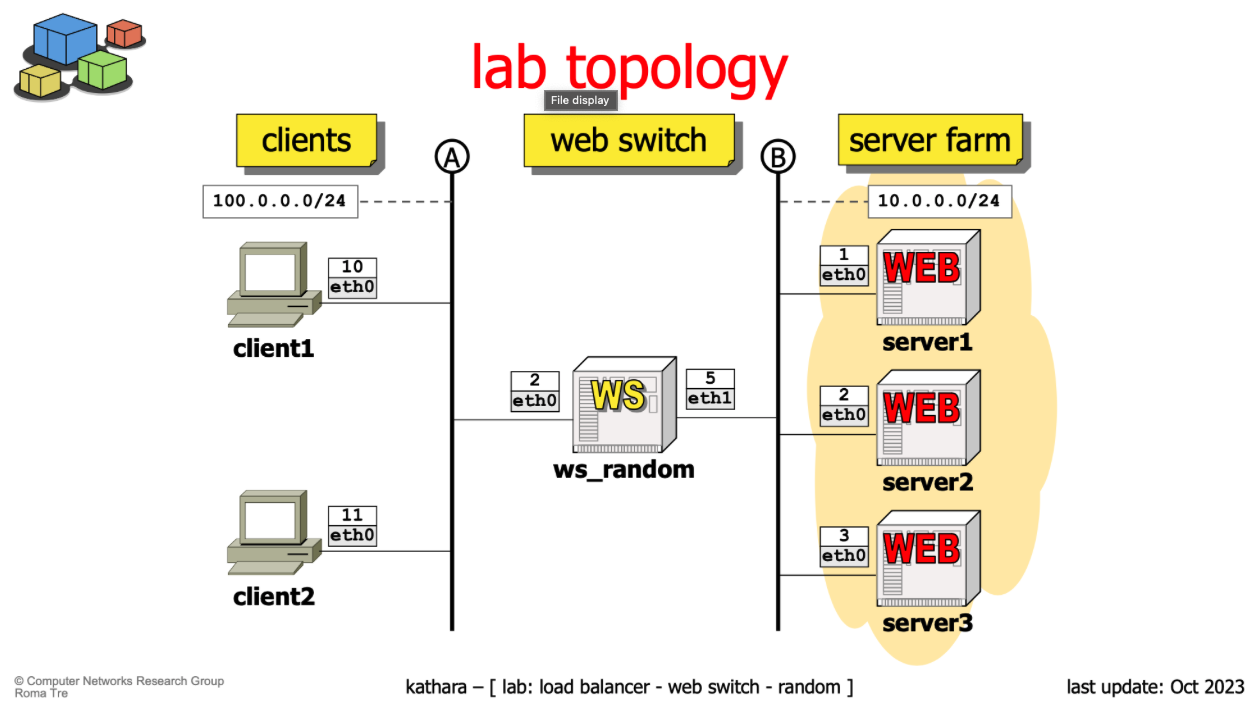 lab topology
File display
clients
A
web switch
B
server farm
100.0.0.0/24
10.0.0.0/24
10
eth0
client1
11
eth0
client2
2
eth0
WS
5
eth1
ws_random
1
eth0
WEB
server1
2
eth0
WEB
server2
3
eth0
WEB
server3
© Computer Networks Research Group
Roma Tre
kathara – [ lab: load balancer - web switch - random ]
last update: Oct 2023